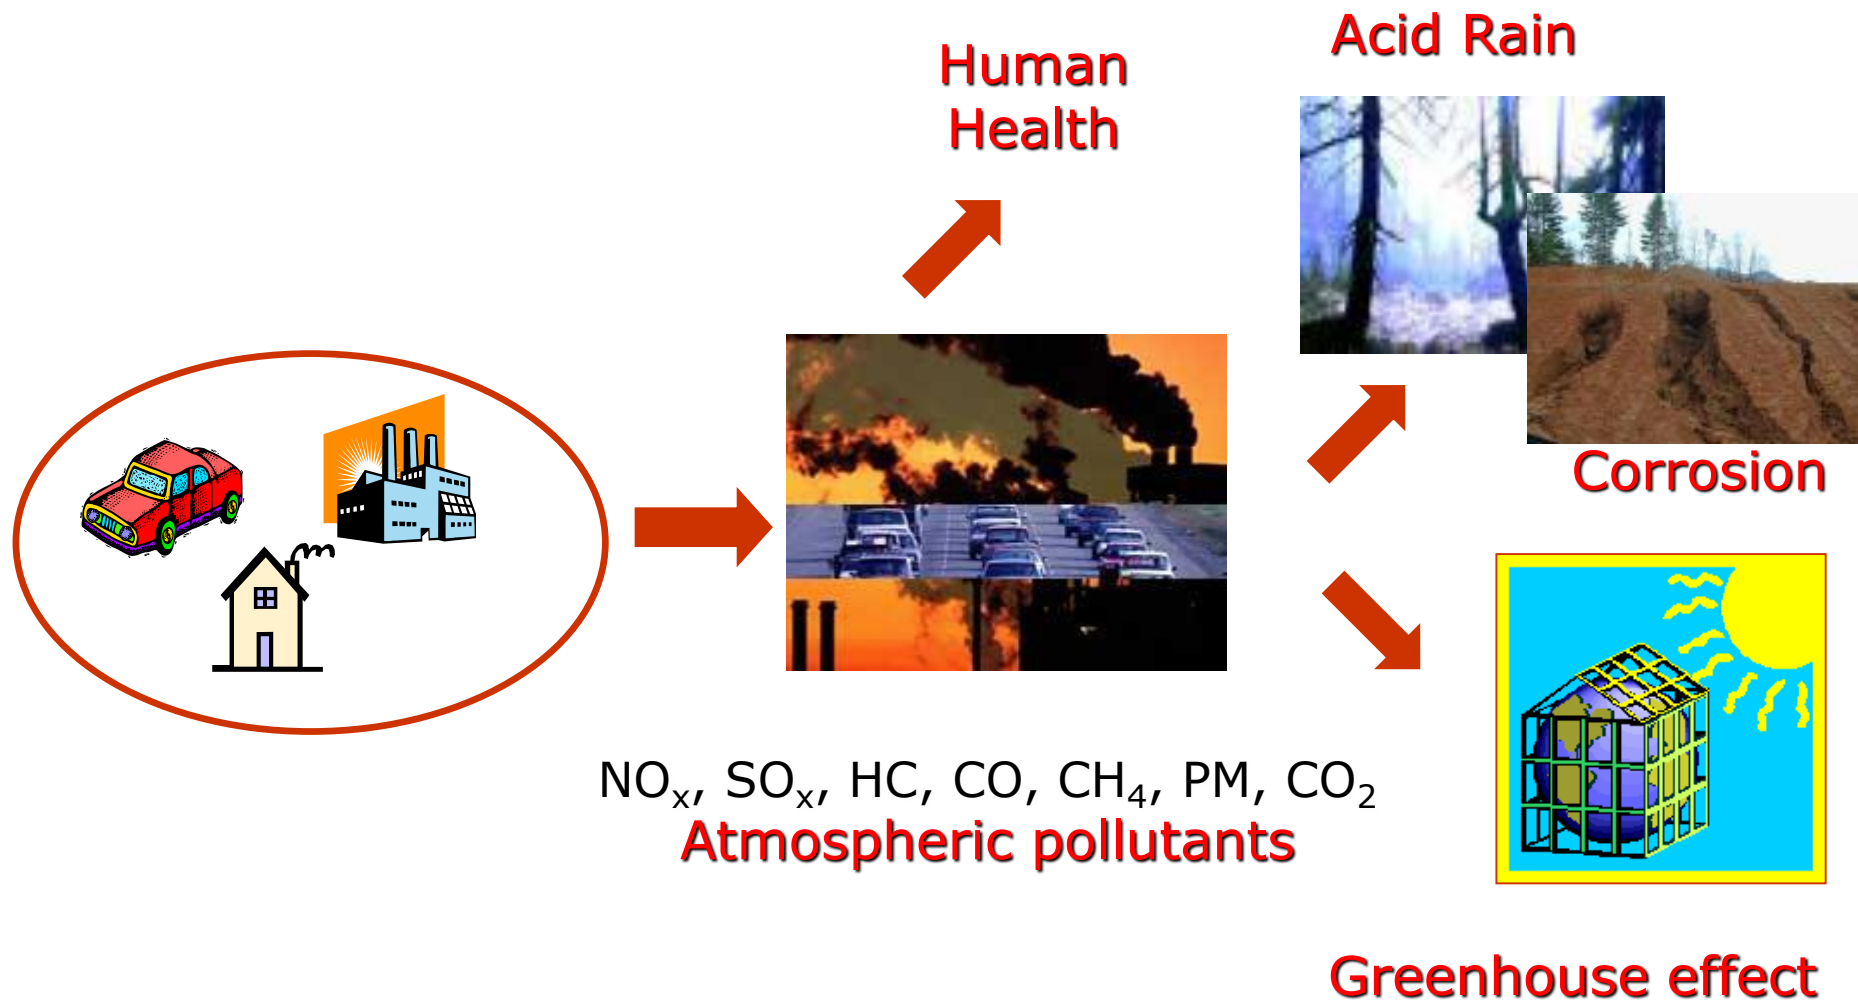 Human
Health
Acid Rain
Corrosion
NOₓ, SOₓ, HC, CO, CH₄, PM, CO₂
Atmospheric pollutants
Greenhouse effect